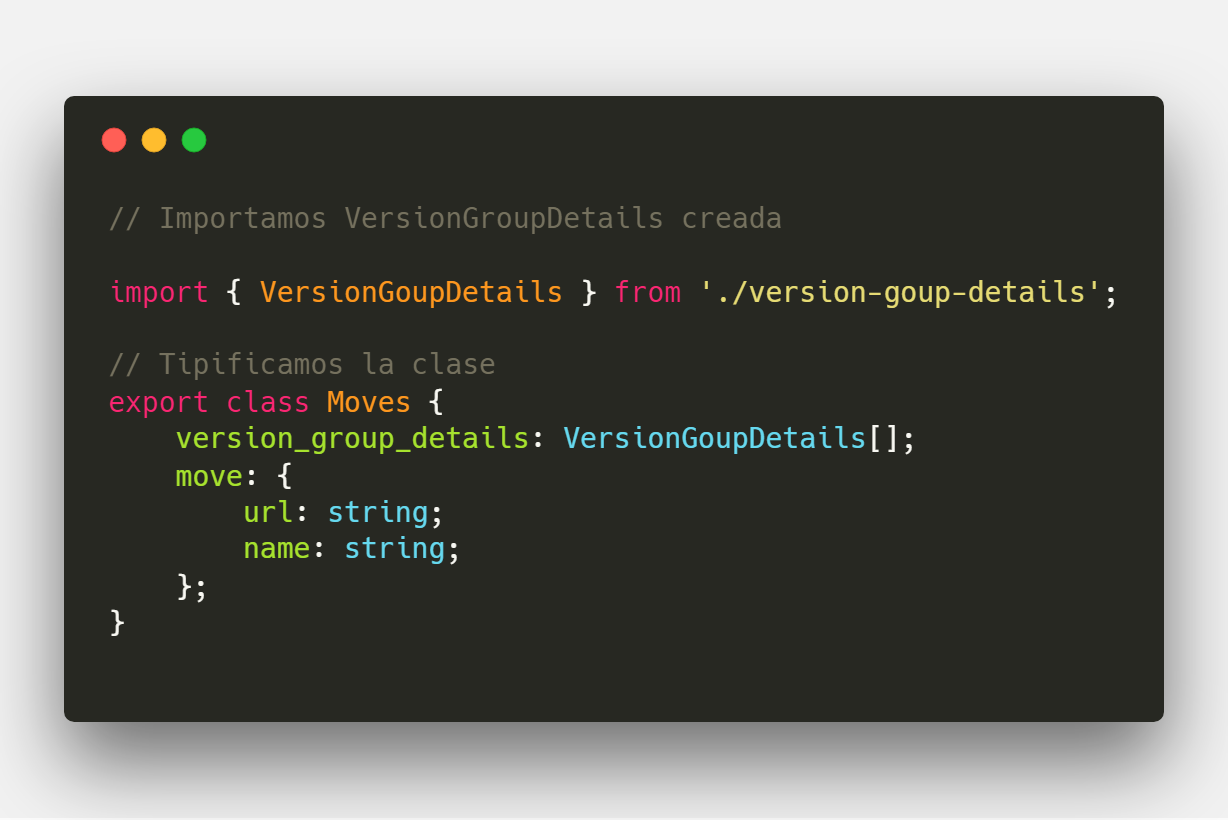 // Importamos VersionGroupDetails creada
import { VersionGoupDetails } from './version-goup-details';
// Tipificamos la clase
export class Moves {
    version_group_details: VersionGoupDetails[];
    move: {
        url: string;
        name: string;
    };
}